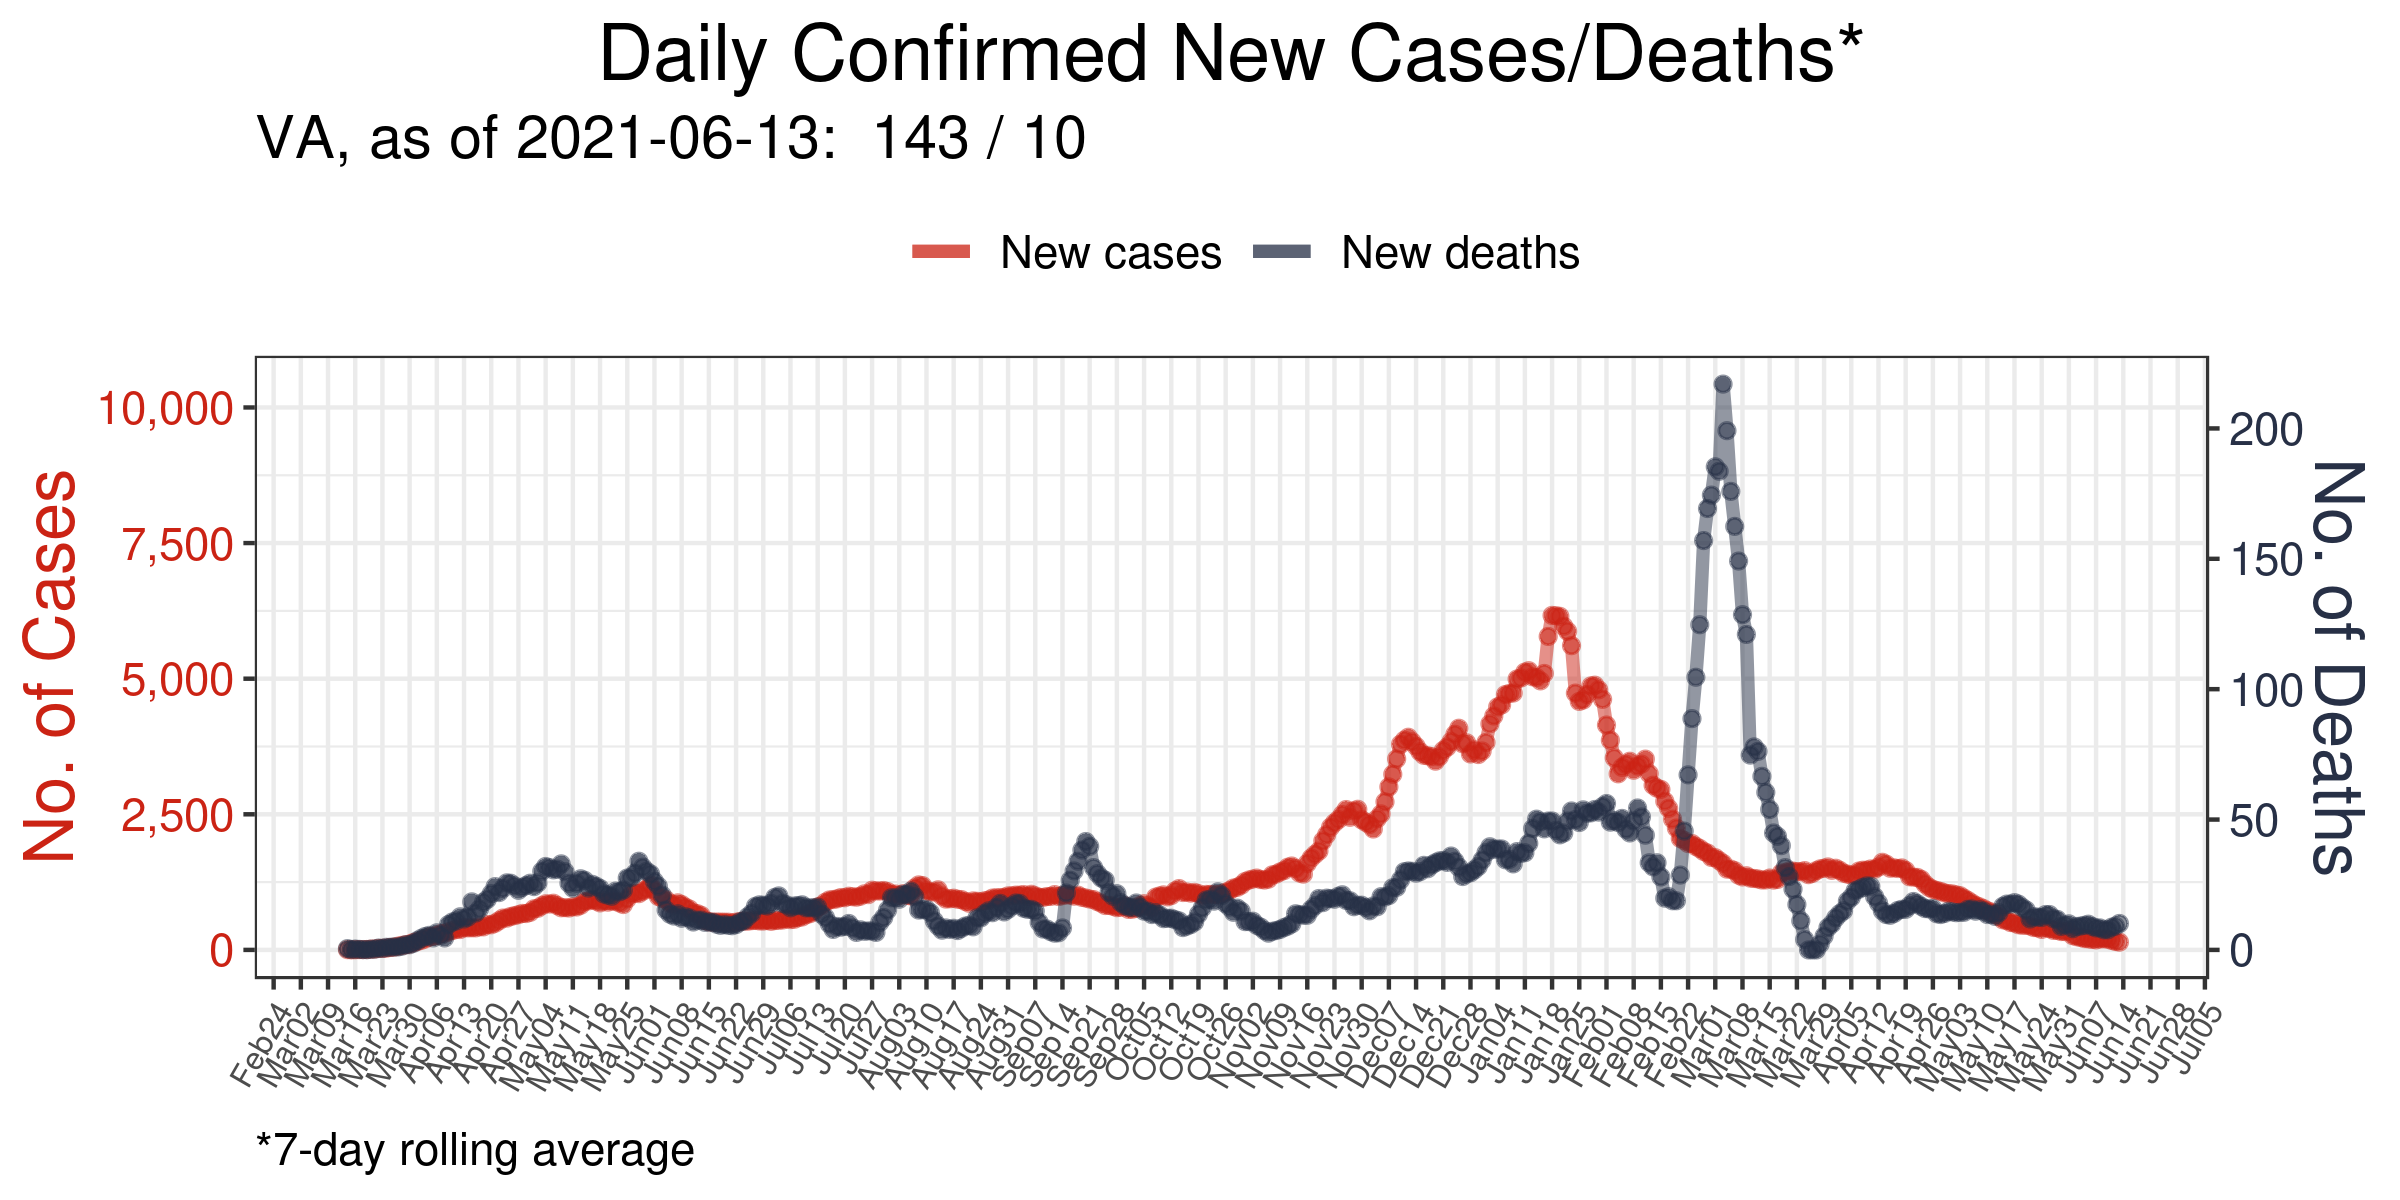 Daily Confirmed New Cases/Deaths*
VA, as of 2021-06-13:  143 / 10
New cases
New deaths
No. of Cases
10,000
7,500
5,000
2,500
0
200
150
100
50
0
No. of Deaths
Feb24
Mar02
Mar09
Mar16
Mar23
Mar30
Apr06
Apr13
Apr20
Apr27
May04
May11
May18
May25
Jun01
Jun08
Jun15
Jun22
Jun29
Jul06
Jul13
Jul20
Jul27
Aug03
Aug10
Aug17
Aug24
Aug31
Sep07
Sep14
Sep21
Sep28
Oct05
Oct12
Oct19
Oct26
Nov02
Nov09
Nov16
Nov23
Nov30
Dec07
Dec14
Dec21
Dec28
Jan04
Jan11
Jan18
Jan25
Feb01
Feb08
Feb15
Feb22
Mar01
Mar08
Mar15
Mar22
Mar29
Apr05
Apr12
Apr19
Apr26
May03
May10
May17
May24
May31
Jun07
Jun14
Jun21
Jun28
Jul05
*7-day rolling average